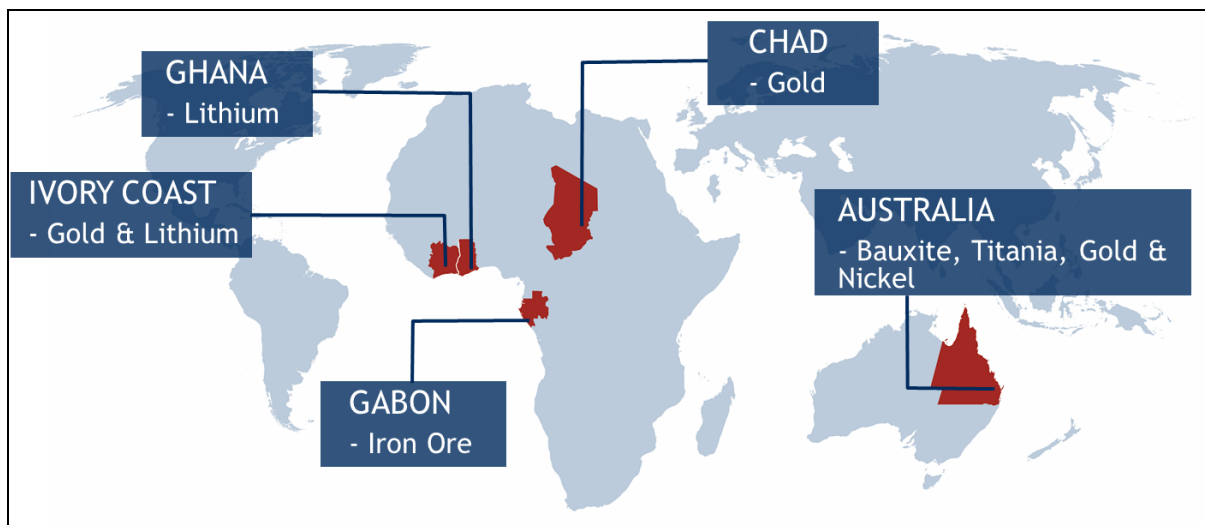 GHANA
- Lithium
CHAD
- Gold
IVORY COAST
- Gold & Lithium
AUSTRALIA
- Bauxite, Titania, Gold &
Nickel
GABON
- Iron Ore